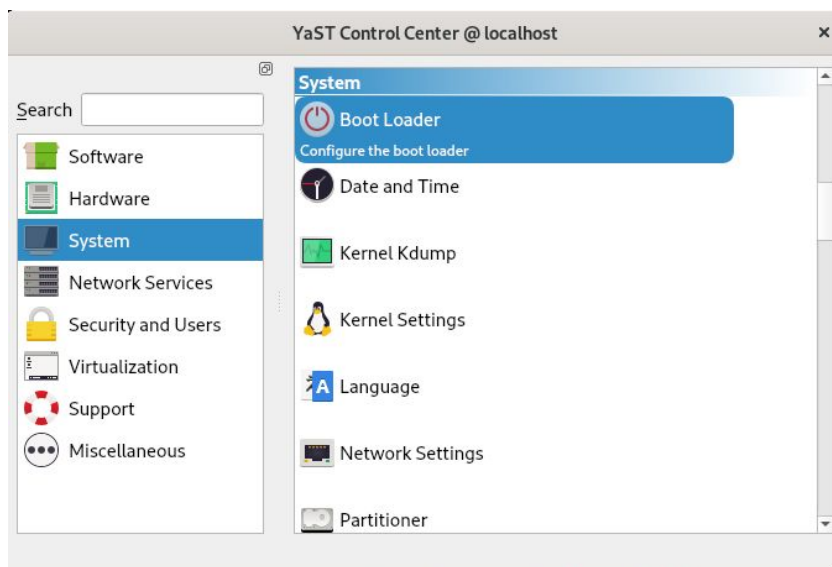 YaST Control Center @ localhost
Search
Software
Hardware
System
Network Services
Security and Users
Virtualization
Support
Miscellaneous
System
Boot Loader
Configure the boot loader
Date and Time
Kernel Kdump
Kernel Settings
Language
Network Settings
Partitioner